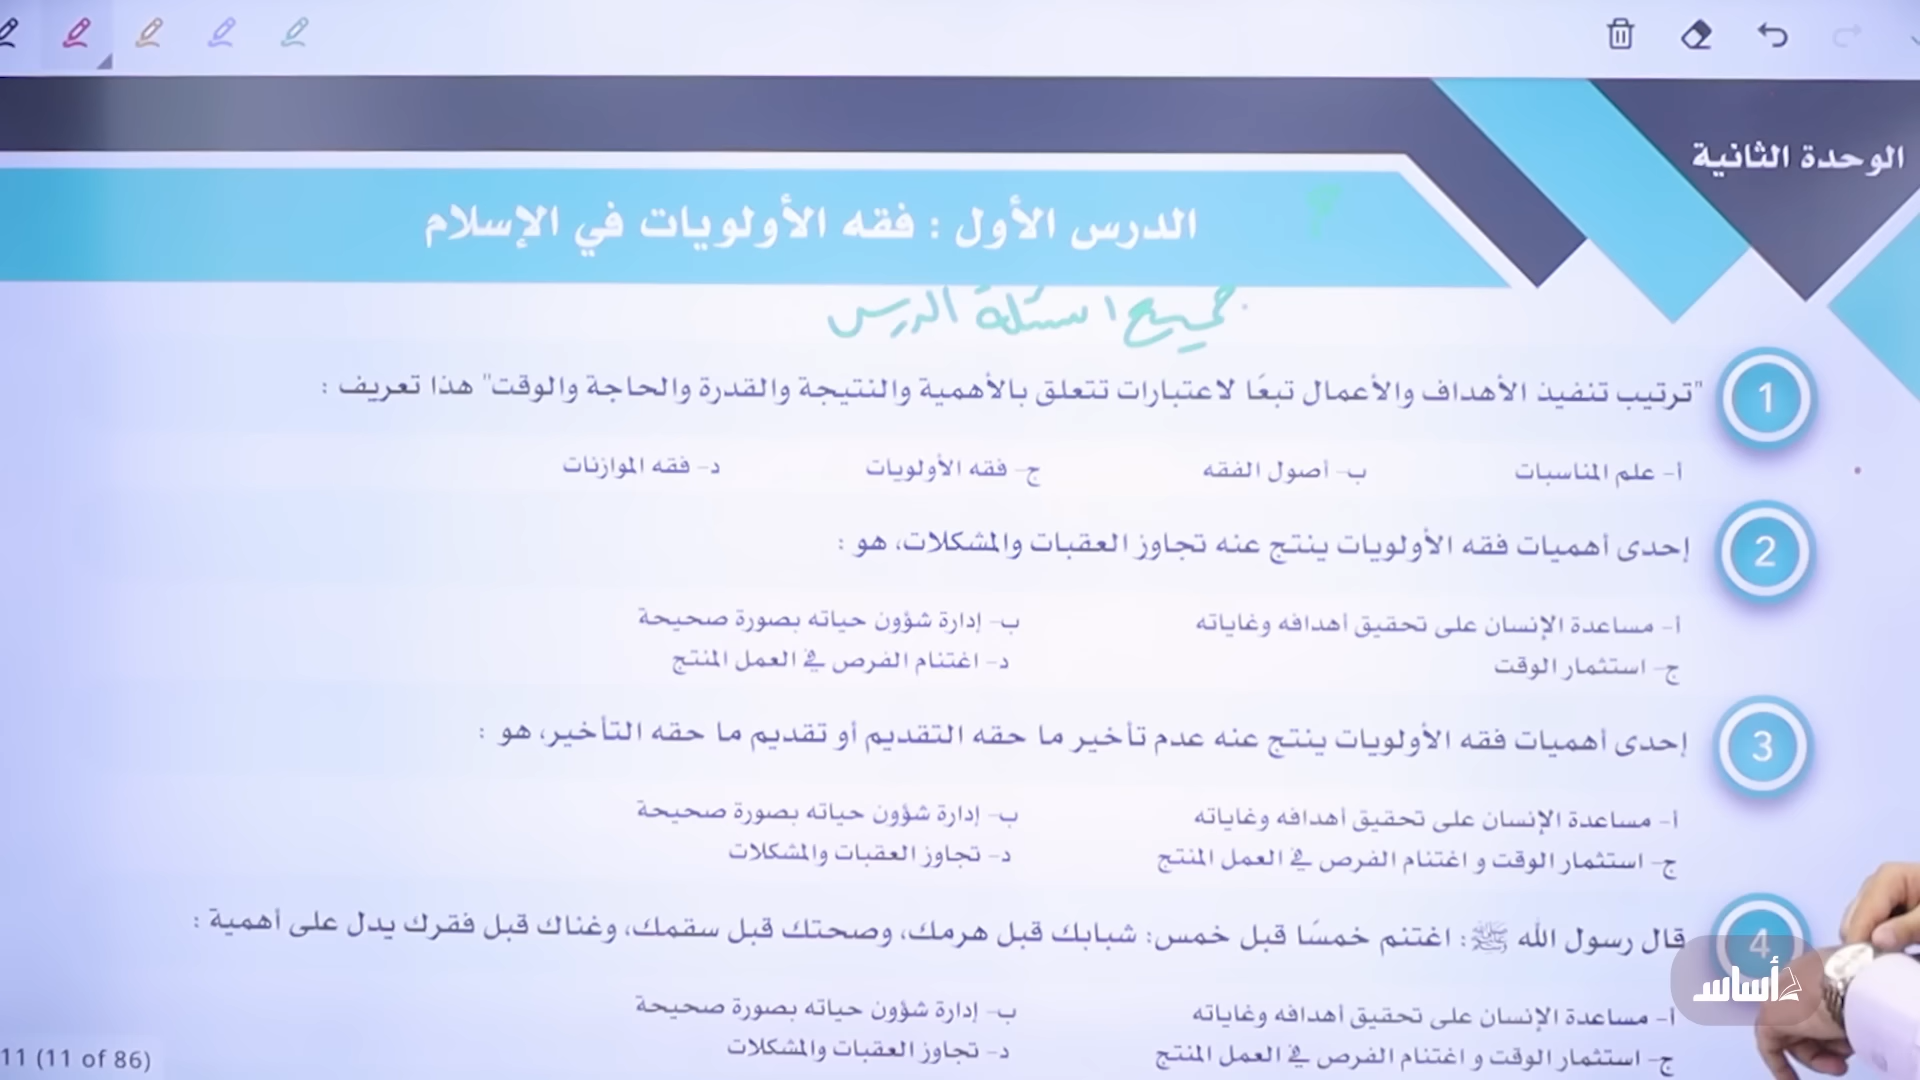 الوحدة الثانية
الدرس الأول : فقه الأولويات في الإسلام
جميع اسئلة الدرس
1
"ترتيب تنفيذ الأهداف والأعمال تبعًا لاعتبارات تتعلق بالأهمية والنتيجة والقدرة والحاجة والوقت" هذا تعريف :
أ- علم المناسبات ب- أصول الفقه ج- فقه الأولويات د- فقه الموازنات
2
إحدى أهميات فقه الأولويات ينتج عنه تجاوز العقبات والمشكلات، هو :
أ- مساعدة الإنسان على تحقيق أهدافه وغاياته ب- إدارة شؤون حياته بصورة صحيحة
ج- استثمار الوقت د- اغتنام الفرص في العمل المنتج
3
إحدى أهميات فقه الأولويات ينتج عنه عدم تأخير ما حقه التقديم أو تقديم ما حقه التأخير، هو :
أ- مساعدة الإنسان على تحقيق أهدافه وغاياته ب- إدارة شؤون حياته بصورة صحيحة
ج- استثمار الوقت و اغتنام الفرص في العمل المنتج د- تجاوز العقبات والمشكلات
4
قال رسول الله ﷺ: اغتنم خمسًا قبل خمس: شبابك قبل هرمك، وصحتك قبل سقمك، وغناك قبل فقرك يدل على أهمية :
أ- مساعدة الإنسان على تحقيق أهدافه وغاياته ب- إدارة شؤون حياته بصورة صحيحة
ج- استثمار الوقت و اغتنام الفرص في العمل المنتج د- تجاوز العقبات والمشكلات
أساس
11 (11 of 86)